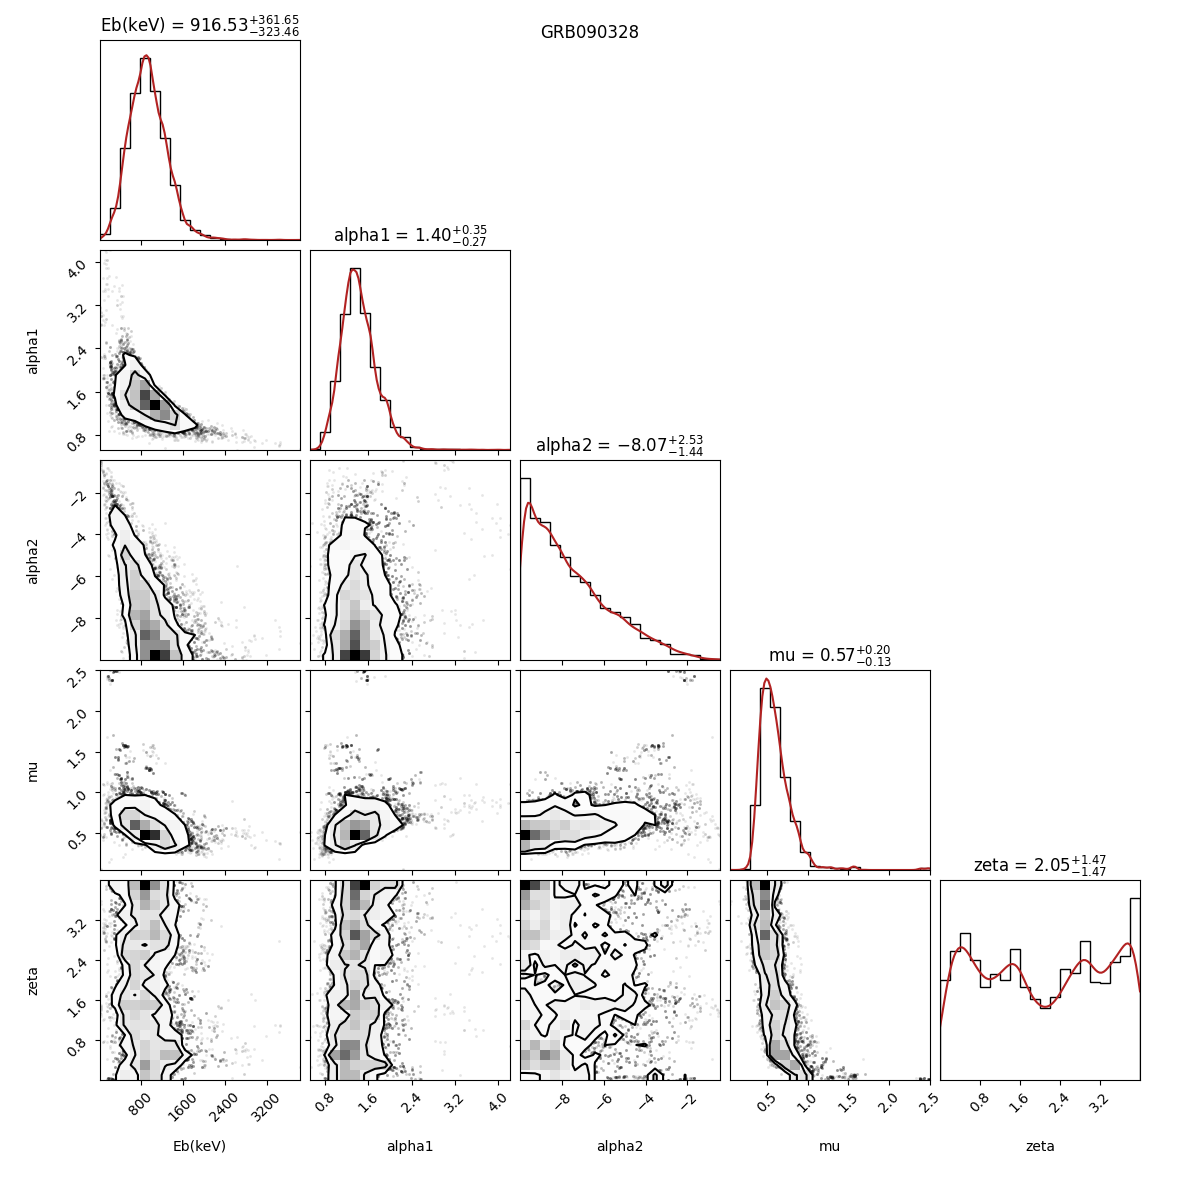 Eb(keV) = 916.53+361.65−323.46
GRB090328
alpha1 = 1.40+0.35−0.27
4.0
3.2
2.4
1.6
0.8
alpha1
alpha2 = −8.07+2.53−1.44
−2
−4
−6
−8
alpha2
mu = 0.57+0.20−0.13
2.5
2.0
1.5
1.0
0.5
mu
zeta = 2.05+1.47−1.47
3.2
2.4
1.6
0.8
zeta
800 1600 2400 3200 0.8 1.6 2.4 3.2 4.0 −8 −6 −4 −2 0.5 1.0 1.5 2.0 2.5 0.8 1.6 2.4 3.2
Eb(keV) alpha1 alpha2 mu zeta